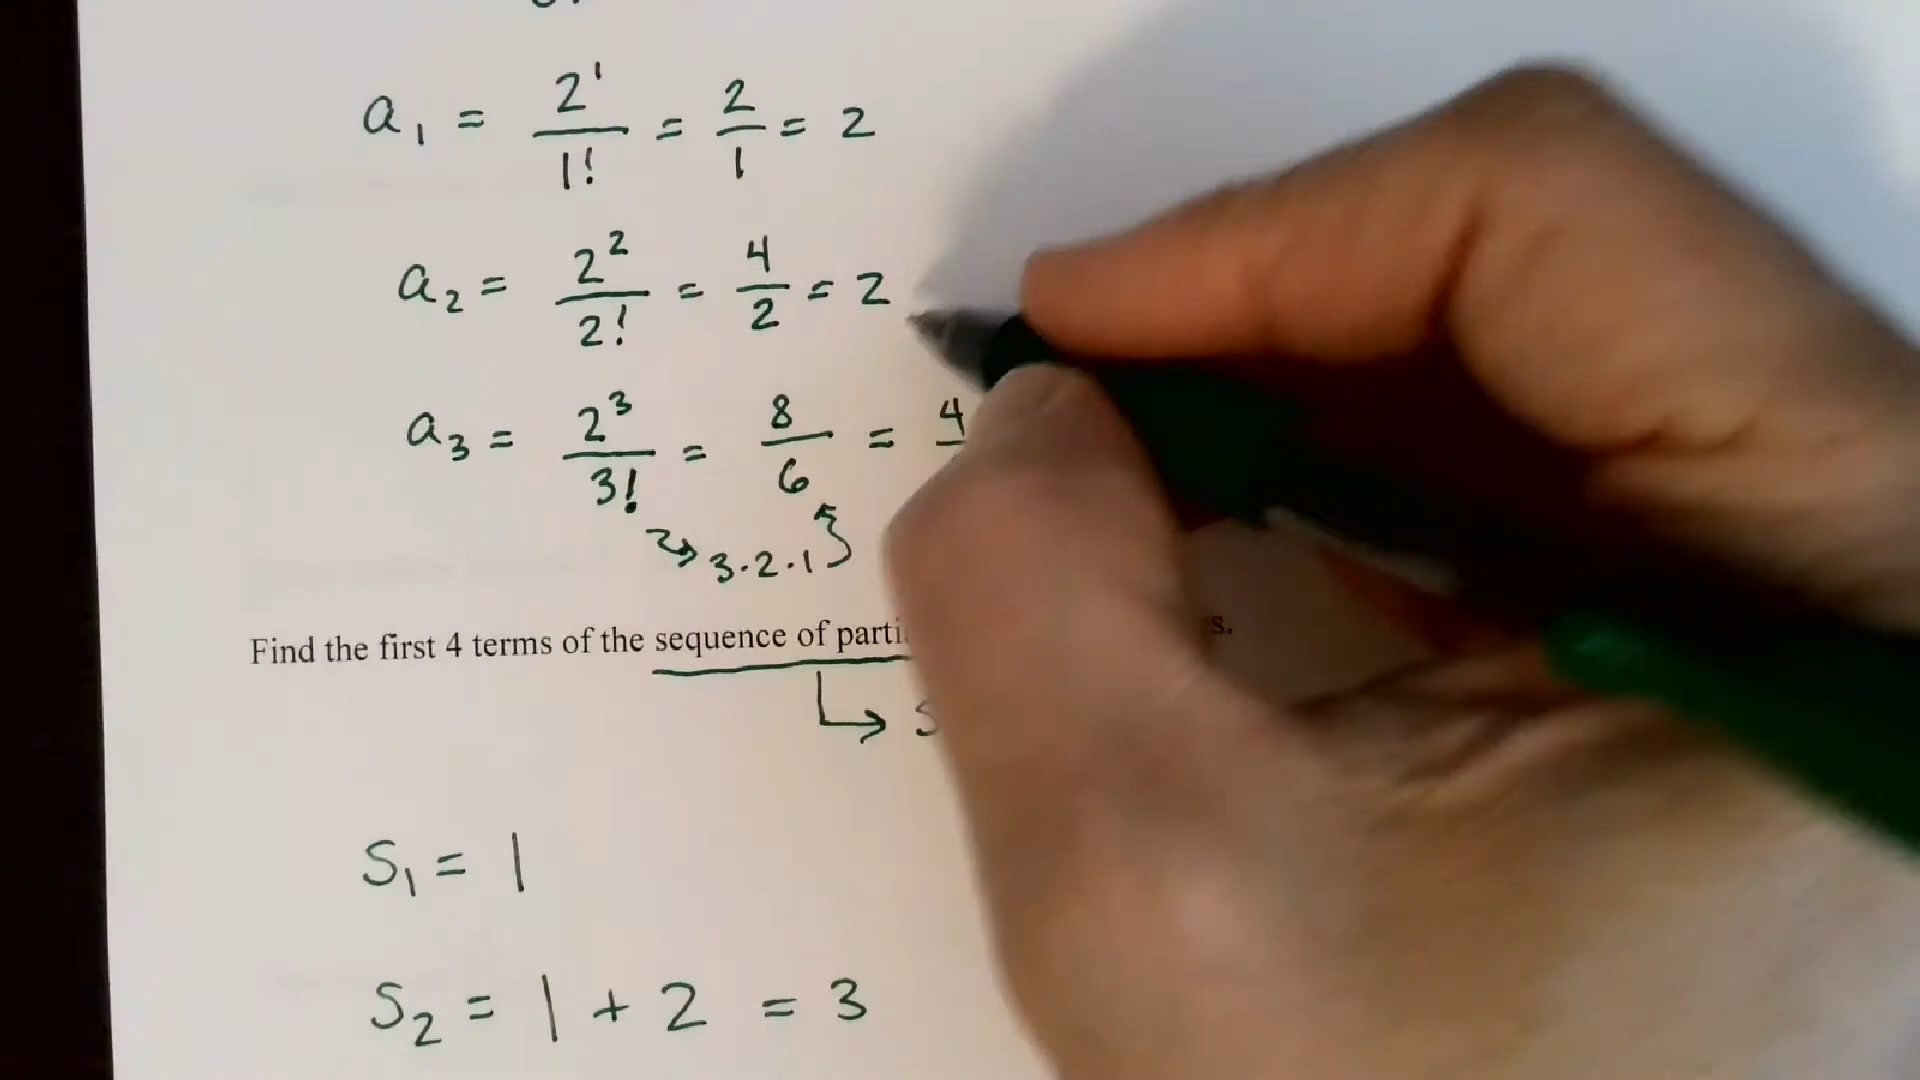 a₁ = 2¹/1! = 2/1 = 2
a₂ = 2²/2! = 4/2 = 2
a₃ = 2³/3! = 8/6 = 4
3·2·1
Find the first 4 terms of the sequence of parti s.
S
S₁ = 1
S₂ = 1 + 2 = 3